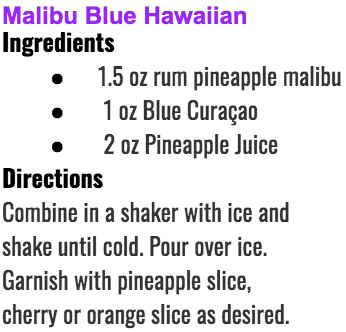 Malibu Blue Hawaiian
Ingredients
● 1.5 oz rum pineapple malibu
● 1 oz Blue Curaçao
● 2 oz Pineapple Juice
Directions
Combine in a shaker with ice and
shake until cold. Pour over ice.
Garnish with pineapple slice,
cherry or orange slice as desired.